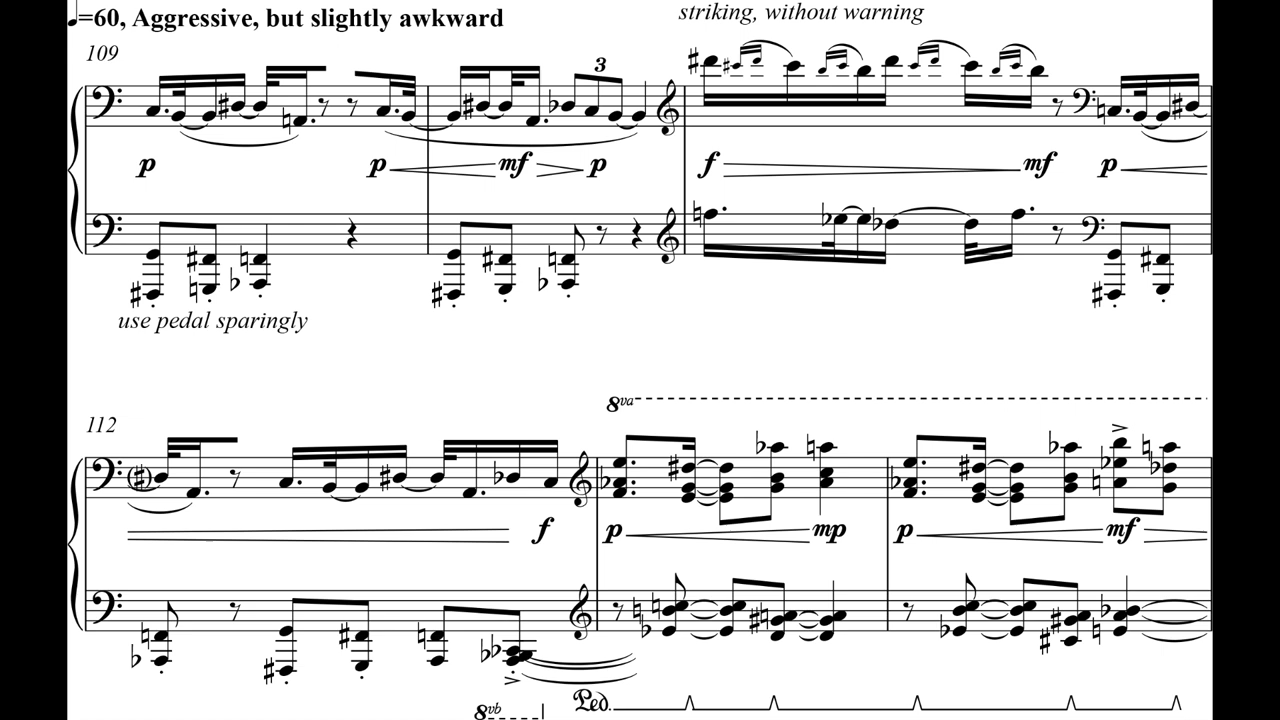 ♩=60, Aggressive, but slightly awkward
striking, without warning
109
3
p
p
mf
p
f
mf
p
use pedal sparingly
8va
112
f
p
mp
p
mf
8vb
Ped.